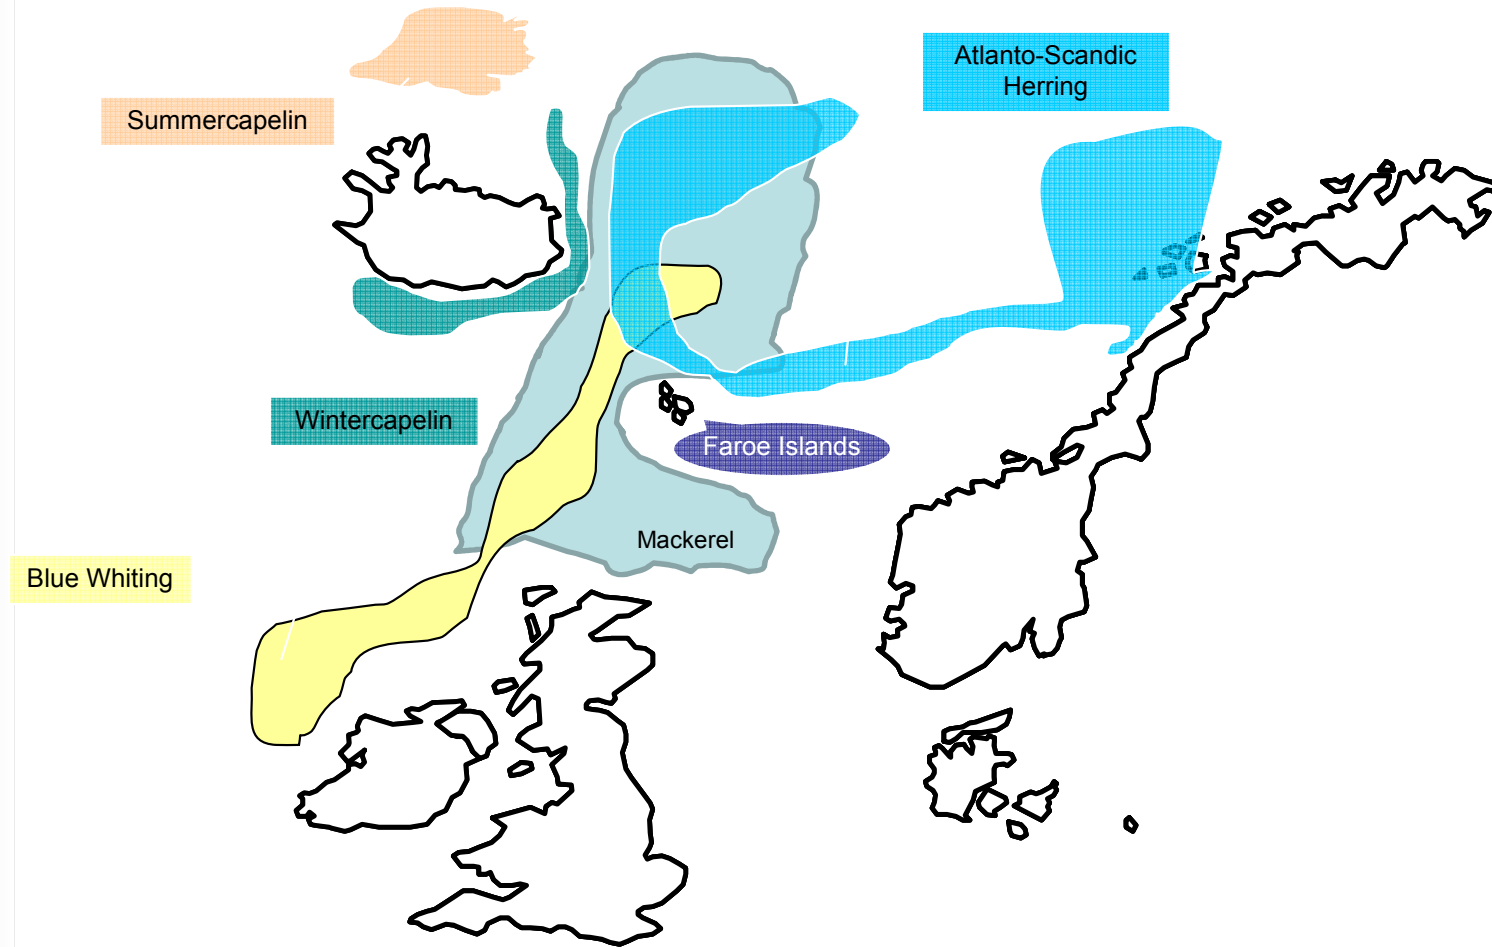 Atlanto-Scandic
Herring
Summercapelin
Wintercapelin
Faroe Islands
Mackerel
Blue Whiting